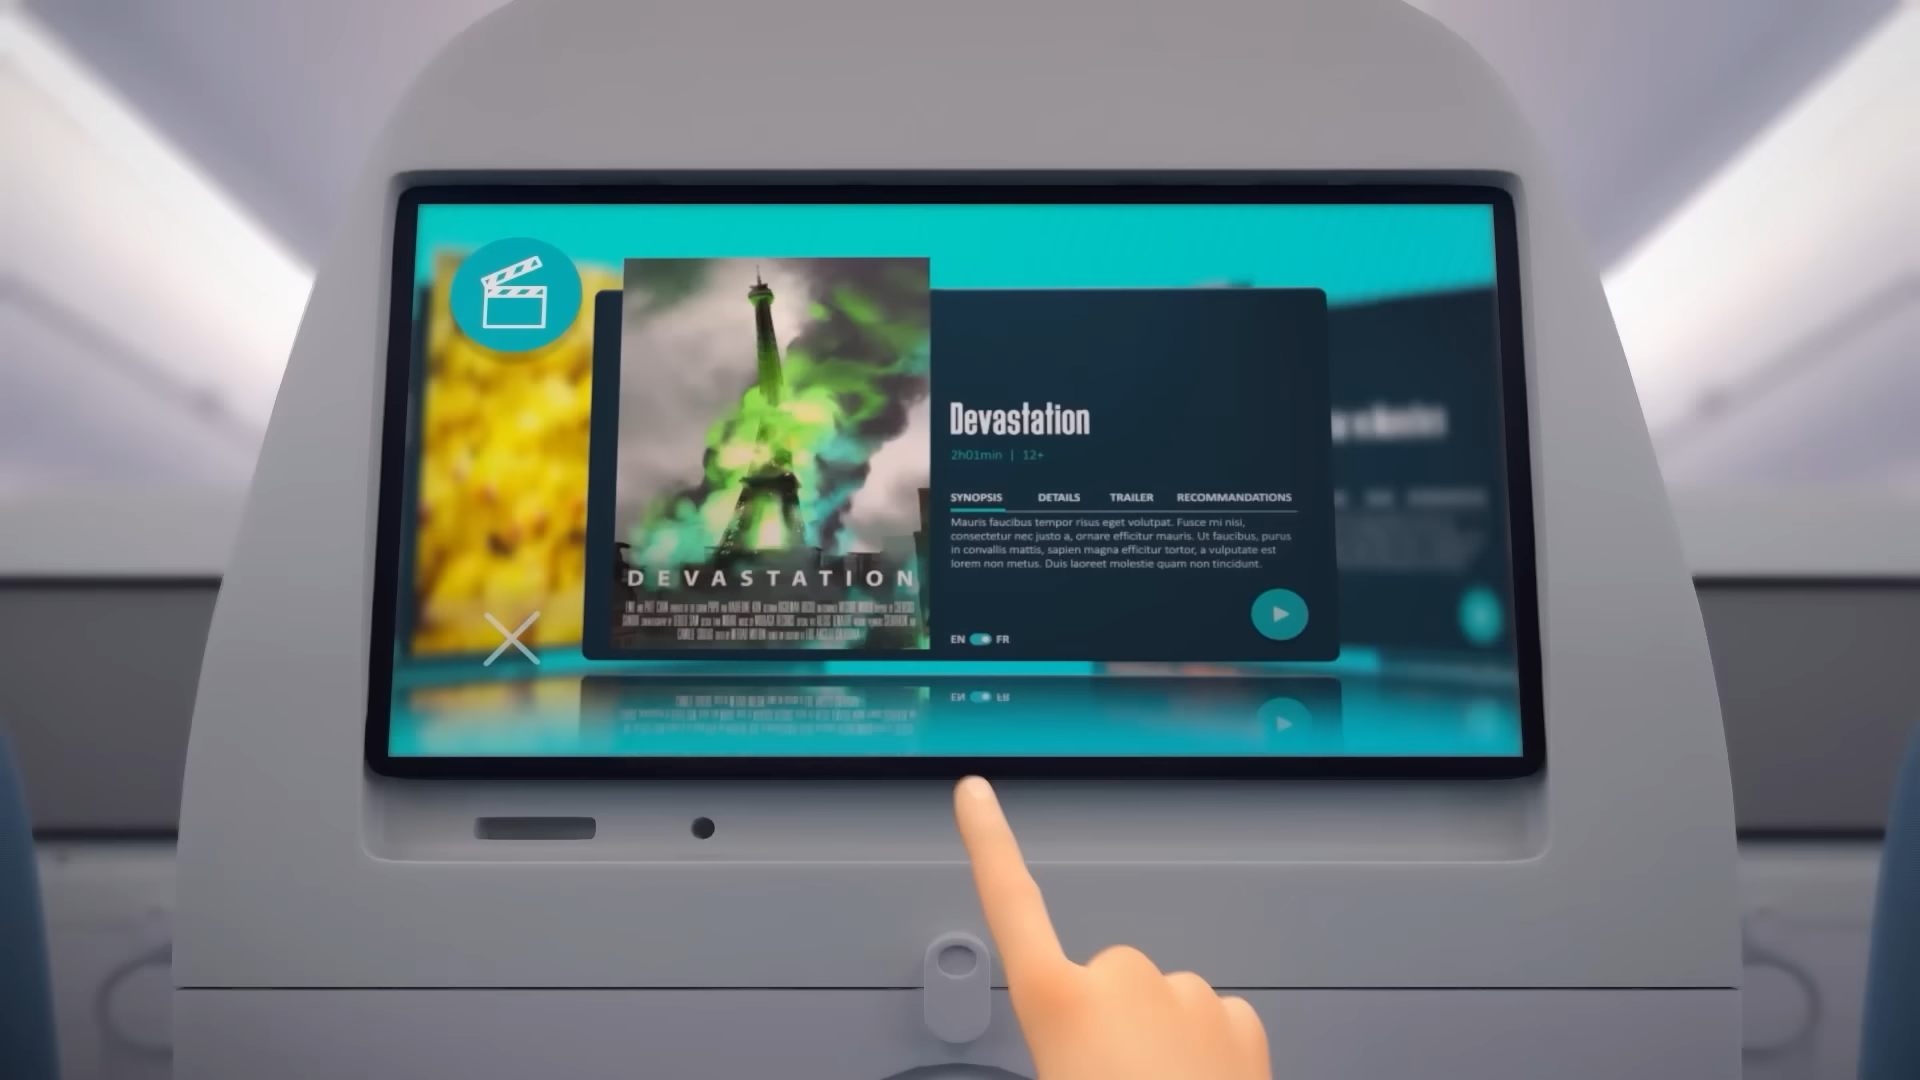 DEVASTATION
Devastation
2h01min | 12+
SYNOPSIS DETAILS TRAILER RECOMMANDATIONS
Mauris faucibus tempor risus eget volutpat. Fusce mi nisi,
consectetur nec justo a, ornare efficitur mauris. Ut faucibus, purus
in convallis mattis, sapien magna efficitur tortor, a vulputate est
lorem non metus. Duis laoreet molestie quam non tincidunt.
EN FR